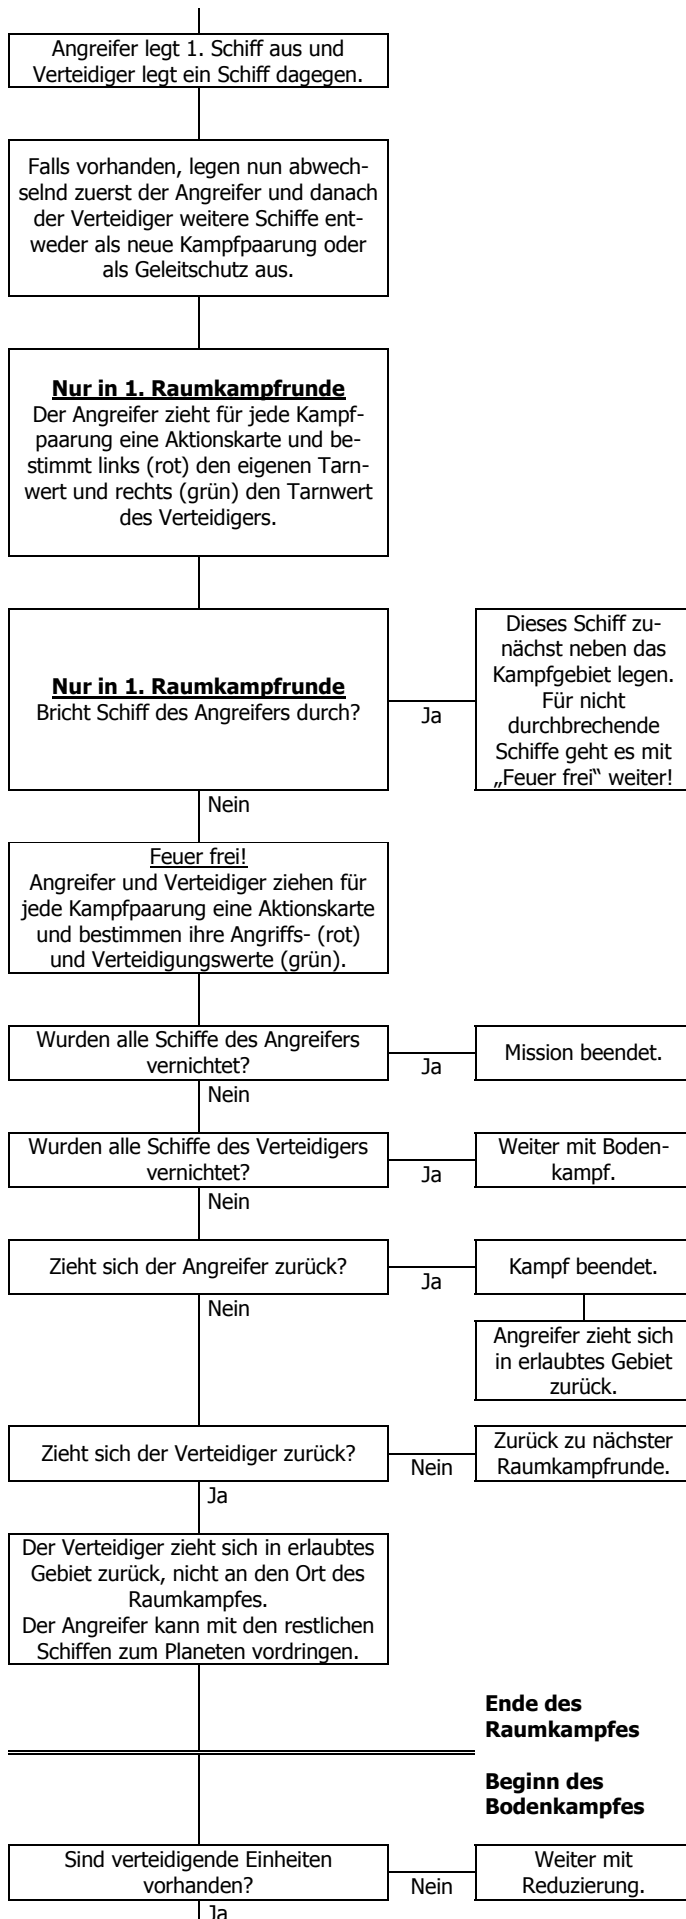 Angreifer legt 1. Schiff aus und
Verteidiger legt ein Schiff dagegen.
Falls vorhanden, legen nun abwech-
selnd zuerst der Angreifer und danach
der Verteidiger weitere Schiffe ent-
weder als neue Kampfpaarung oder
als Geleitschutz aus.
Nur in 1. Raumkampfrunde
Der Angreifer zieht für jede Kampf-
paarung eine Aktionskarte und be-
stimmt links (rot) den eigenen Tarn-
wert und rechts (grün) den Tarnwert
des Verteidigers.
Nur in 1. Raumkampfrunde
Bricht Schiff des Angreifers durch?
Ja
Dieses Schiff zu-
nächst neben das
Kampfgebiet legen.
Für nicht
durchbrechende
Schiffe geht es mit
„Feuer frei“ weiter!
Nein
Feuer frei!
Angreifer und Verteidiger ziehen für
jede Kampfpaarung eine Aktionskarte
und bestimmen ihre Angriffs- (rot)
und Verteidigungswerte (grün).
Wurden alle Schiffe des Angreifers
vernichtet?
Ja
Mission beendet.
Nein
Wurden alle Schiffe des Verteidigers
vernichtet?
Ja
Weiter mit Boden-
kampf.
Nein
Zieht sich der Angreifer zurück?
Ja
Kampf beendet.
Nein
Angreifer zieht sich
in erlaubtes Gebiet
zurück.
Zieht sich der Verteidiger zurück?
Nein
Zurück zu nächster
Raumkampfrunde.
Ja
Der Verteidiger zieht sich in erlaubtes
Gebiet zurück, nicht an den Ort des
Raumkampfes.
Der Angreifer kann mit den restlichen
Schiffen zum Planeten vordringen.
Ende des
Raumkampfes
Beginn des
Bodenkampfes
Sind verteidigende Einheiten
vorhanden?
Nein
Weiter mit
Reduzierung.
Ja